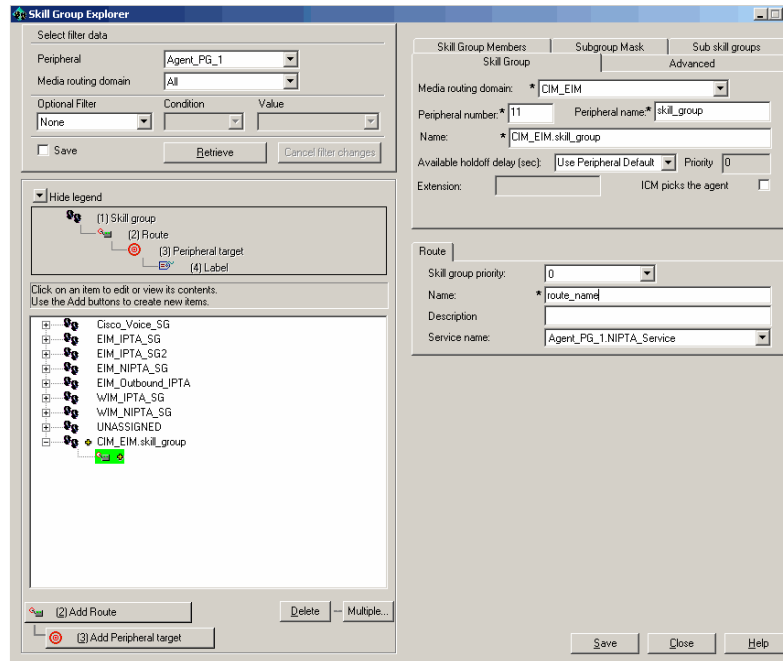 Skill Group Explorer
Select filter data
Peripheral Agent_PG_1
Media routing domain All
Optional Filter Condition Value
None
Save Retrieve Cancel filter changes
Hide legend
(1) Skill group
(2) Route
(3) Peripheral target
(4) Label
Click on an item to edit or view its contents.
Use the Add buttons to create new items.
Cisco_Voice_SG
EIM_IPTA_SG
EIM_IPTA_SG2
EIM_NIPTA_SG
EIM_Outbound_IPTA
WIM_IPTA_SG
WIM_NIPTA_SG
UNASSIGNED
CIM_EIM.skill_group
(2) Add Route Delete Multiple...
(3) Add Peripheral target
Skill Group Members Subgroup Mask Sub skill groups
Skill Group Advanced
Media routing domain: * CIM_EIM
Peripheral number: * 11 Peripheral name:* skill_group
Name: * CIM_EIM.skill_group
Available holdoff delay (sec): Use Peripheral Default Priority 0
Extension: ICM picks the agent
Route
Skill group priority: 0
Name: * route_name
Description
Service name: Agent_PG_1.NIPTA_Service
Save Close Help